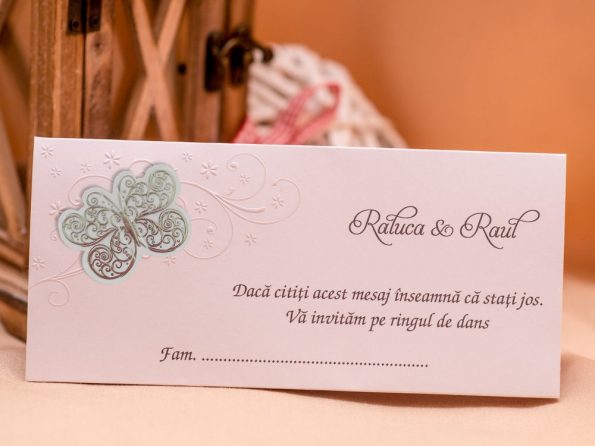 Raluca & Raul
Dacă citiți acest mesaj înseamnă că stați jos.
Vă invităm pe ringul de dans
Fam. .....................................................